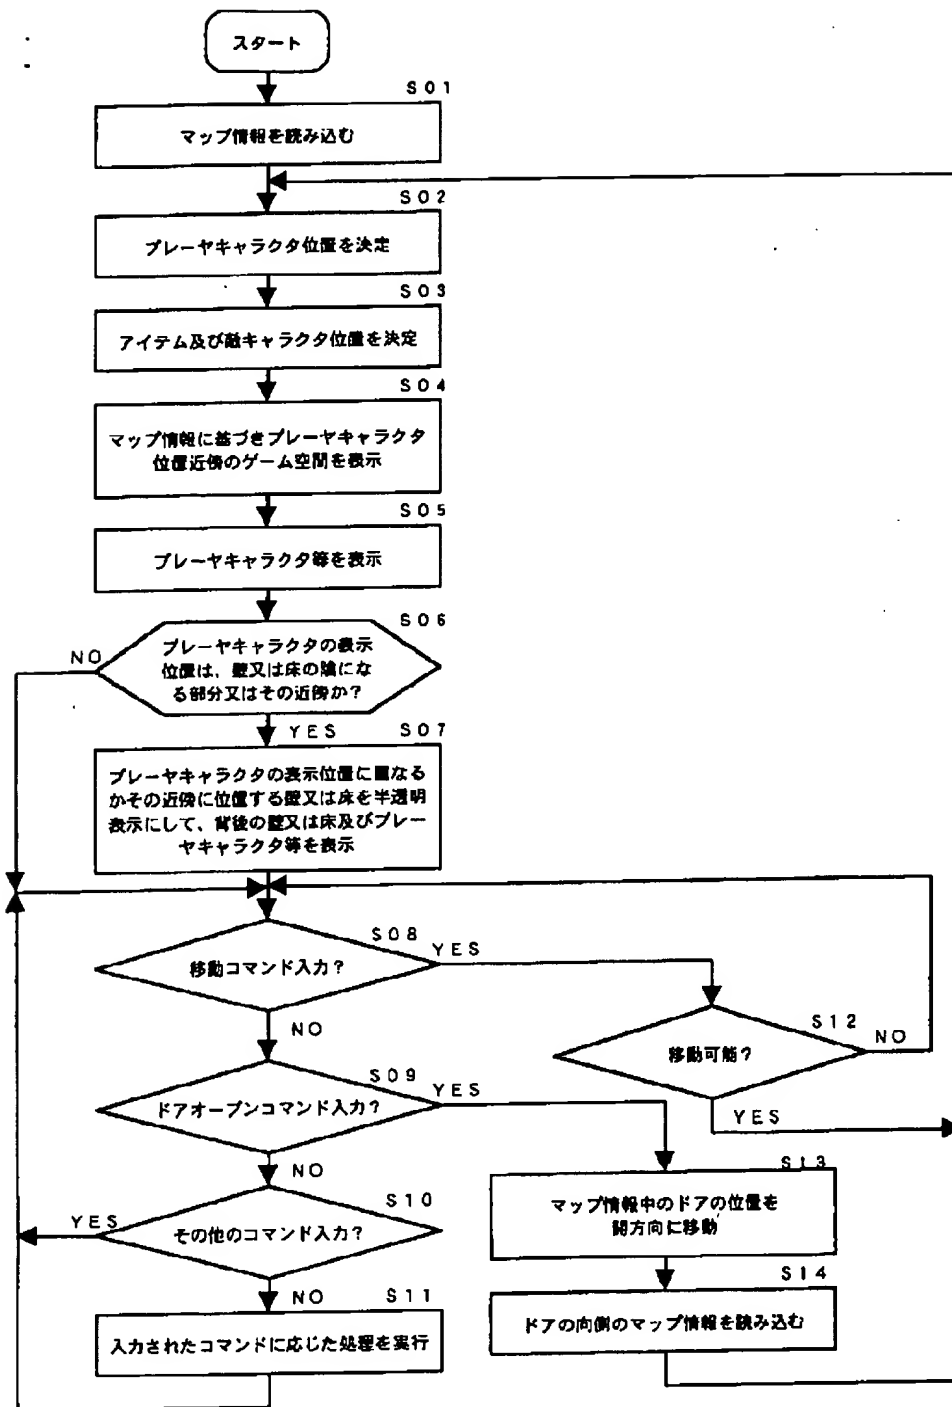 スタート
S01
マップ情報を読み込む
S02
プレーヤキャラクタ位置を決定
S03
アイテム及び敵キャラクタ位置を決定
S04
マップ情報に基づきプレーヤキャラクタ
位置近傍のゲーム空間を表示
S05
プレーヤキャラクタ等を表示
S06
プレーヤキャラクタの表示
位置は、壁又は床の陰にな
る部分又はその近傍か？
NO
YES
S07
プレーヤキャラクタの表示位置に重なる
かその近傍に位置する壁又は床を半透明
表示にして、背後の壁又は床及びプレー
ヤキャラクタ等を表示
S08
移動コマンド入力？
YES
NO
S12
移動可能？
NO
YES
S09
ドアオープンコマンド入力？
YES
NO
S13
マップ情報中のドアの位置を
開方向に移動
S10
その他のコマンド入力？
YES
NO
S14
ドアの向側のマップ情報を読み込む
S11
入力されたコマンドに応じた処理を実行